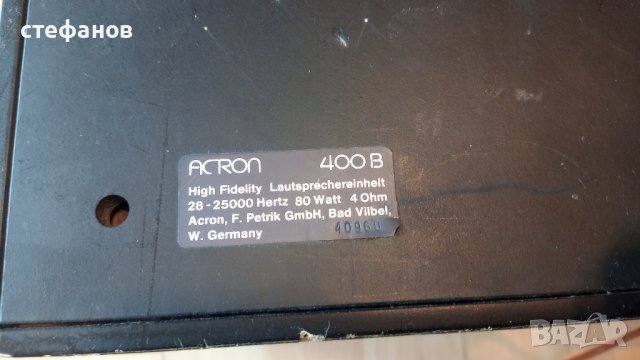 стефанов
ACRON 400 B
High Fidelity Lautsprechereinheit
28-25000 Hertz 80 Watt 4 Ohm
Acron, F. Petrik GmbH, Bad Vilbel,
W. Germany 40960
BAZAR